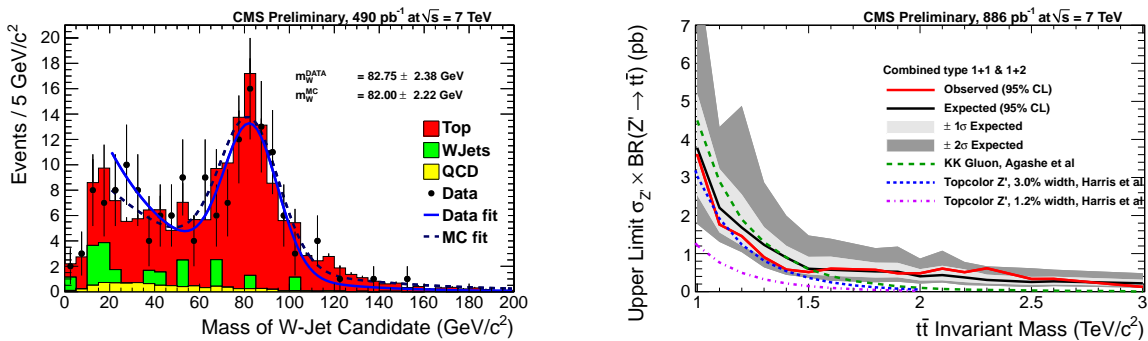 CMS Preliminary, 490 pb⁻¹ at √s = 7 TeV
Events / 5 GeV/c²
20
18
16
14
12
10
8
6
4
2
0
m_W^DATA = 82.75 ± 2.38 GeV
m_W^MC = 82.00 ± 2.22 GeV
Top
WJets
QCD
Data
Data fit
MC fit
0 20 40 60 80 100 120 140 160 180 200
Mass of W-Jet Candidate (GeV/c²)
CMS Preliminary, 886 pb⁻¹ at √s = 7 TeV
Upper Limit σ_Z' × BR(Z' → tt̄) (pb)
7
6
5
4
3
2
1
0
Combined type 1+1 & 1+2
Observed (95% CL)
Expected (95% CL)
± 1σ Expected
± 2σ Expected
KK Gluon, Agashe et al
Topcolor Z', 3.0% width, Harris et al
Topcolor Z', 1.2% width, Harris et al
1 1.5 2 2.5 3
tt̄ Invariant Mass (TeV/c²)